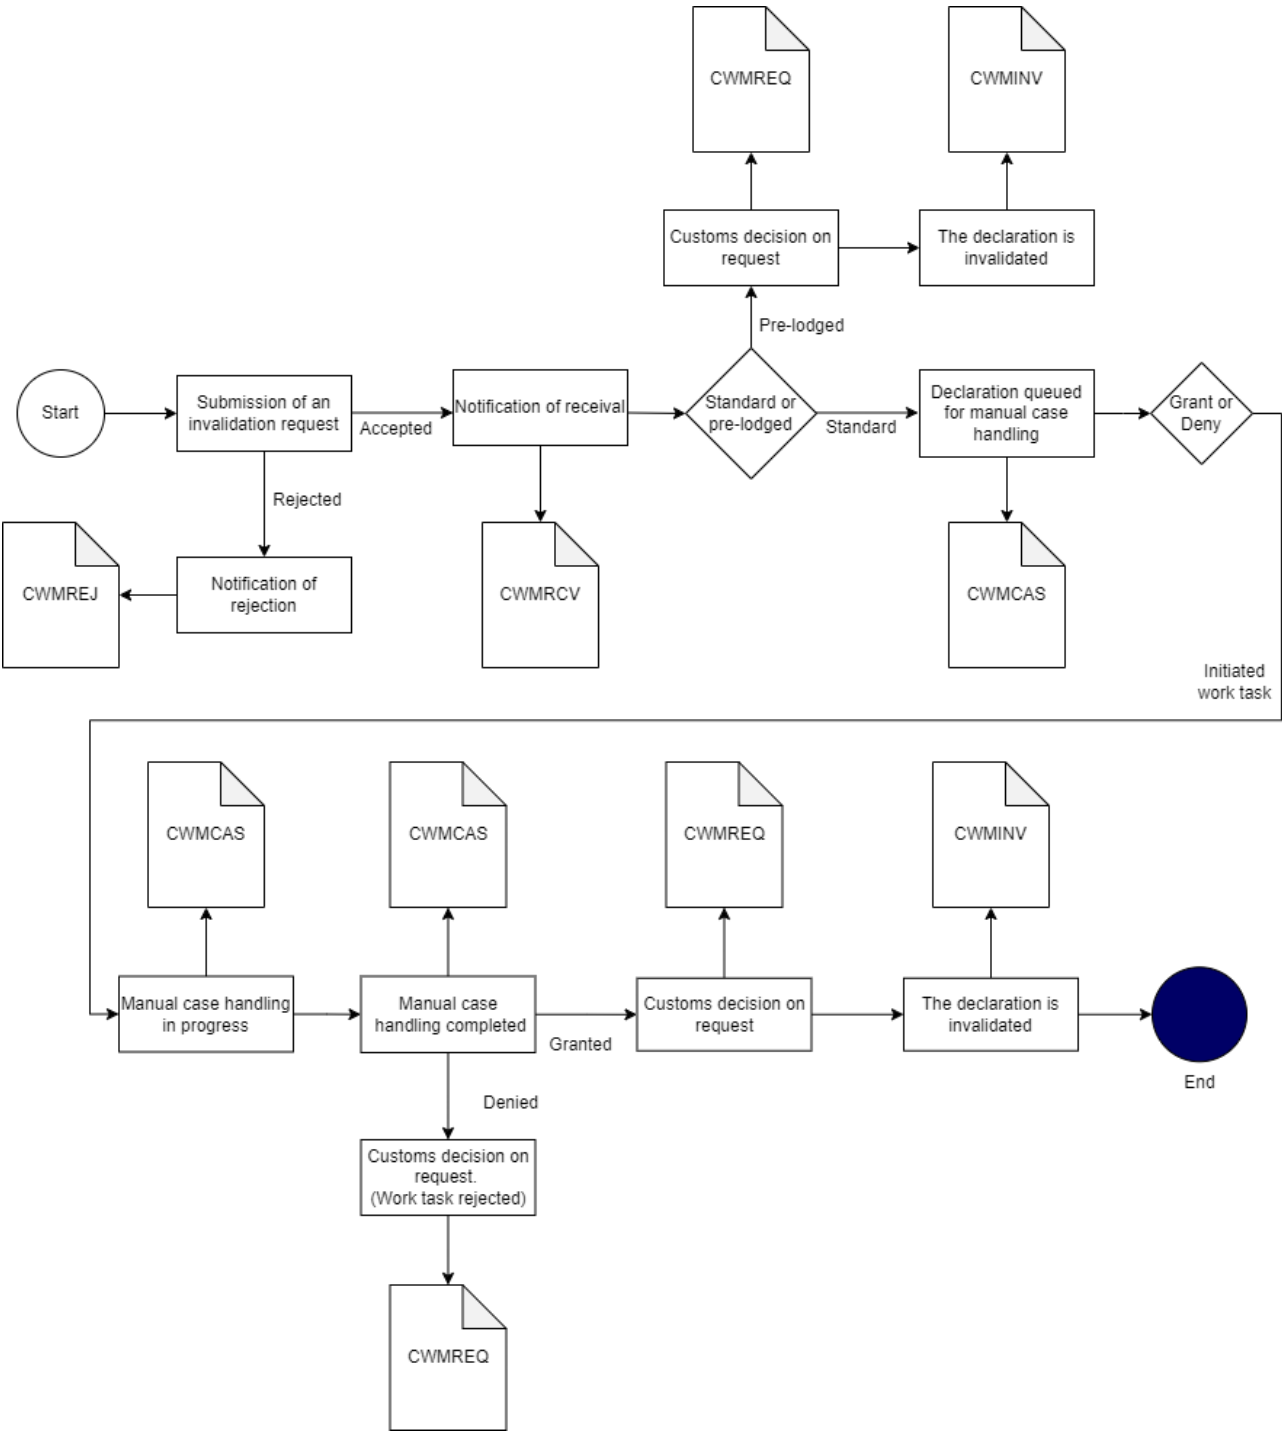 CWMREQ
CWMINV
Customs decision on
request
The declaration is
invalidated
Pre-lodged
Start
Submission of an
invalidation request
Accepted
Notification of receival
Standard or
pre-lodged
Standard
Declaration queued
for manual case
handling
Grant or
Deny
Rejected
CWMREJ
Notification of
rejection
CWMRCV
CWMCAS
Initiated
work task
CWMCAS
CWMCAS
CWMREQ
CWMINV
Manual case handling
in progress
Manual case
handling completed
Granted
Customs decision on
request
The declaration is
invalidated
End
Denied
Customs decision on
request.
(Work task rejected)
CWMREQ